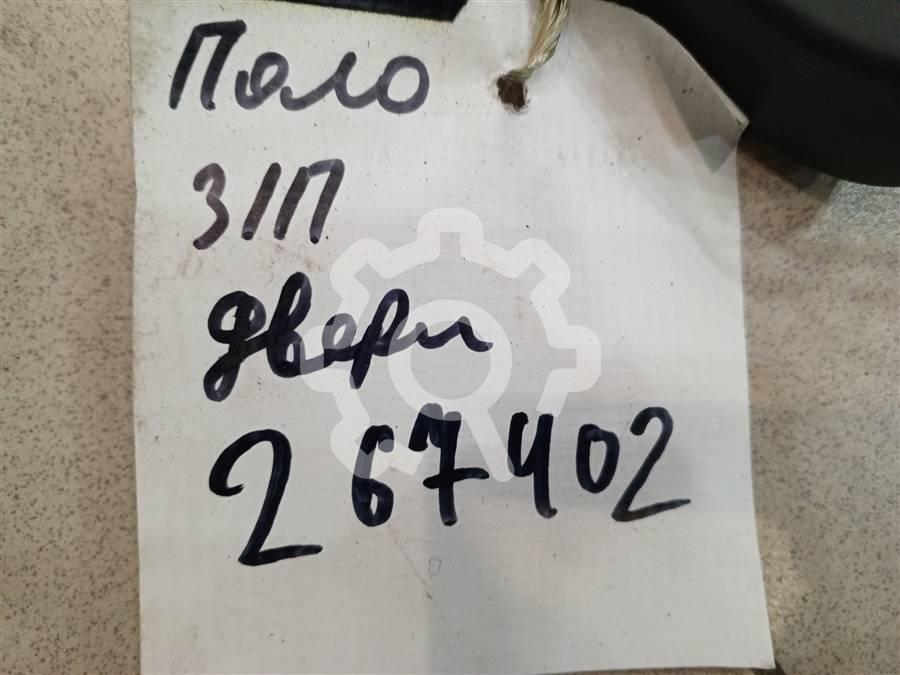 Поло
З/П
двери
267402